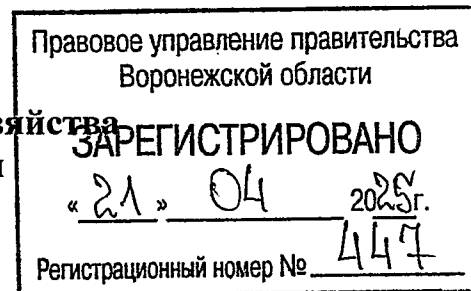 Правовое управление правительства
Воронежской области
ЗАРЕГИСТРИРОВАНО
« 21 » 04 2025г.
Регистрационный номер № 447